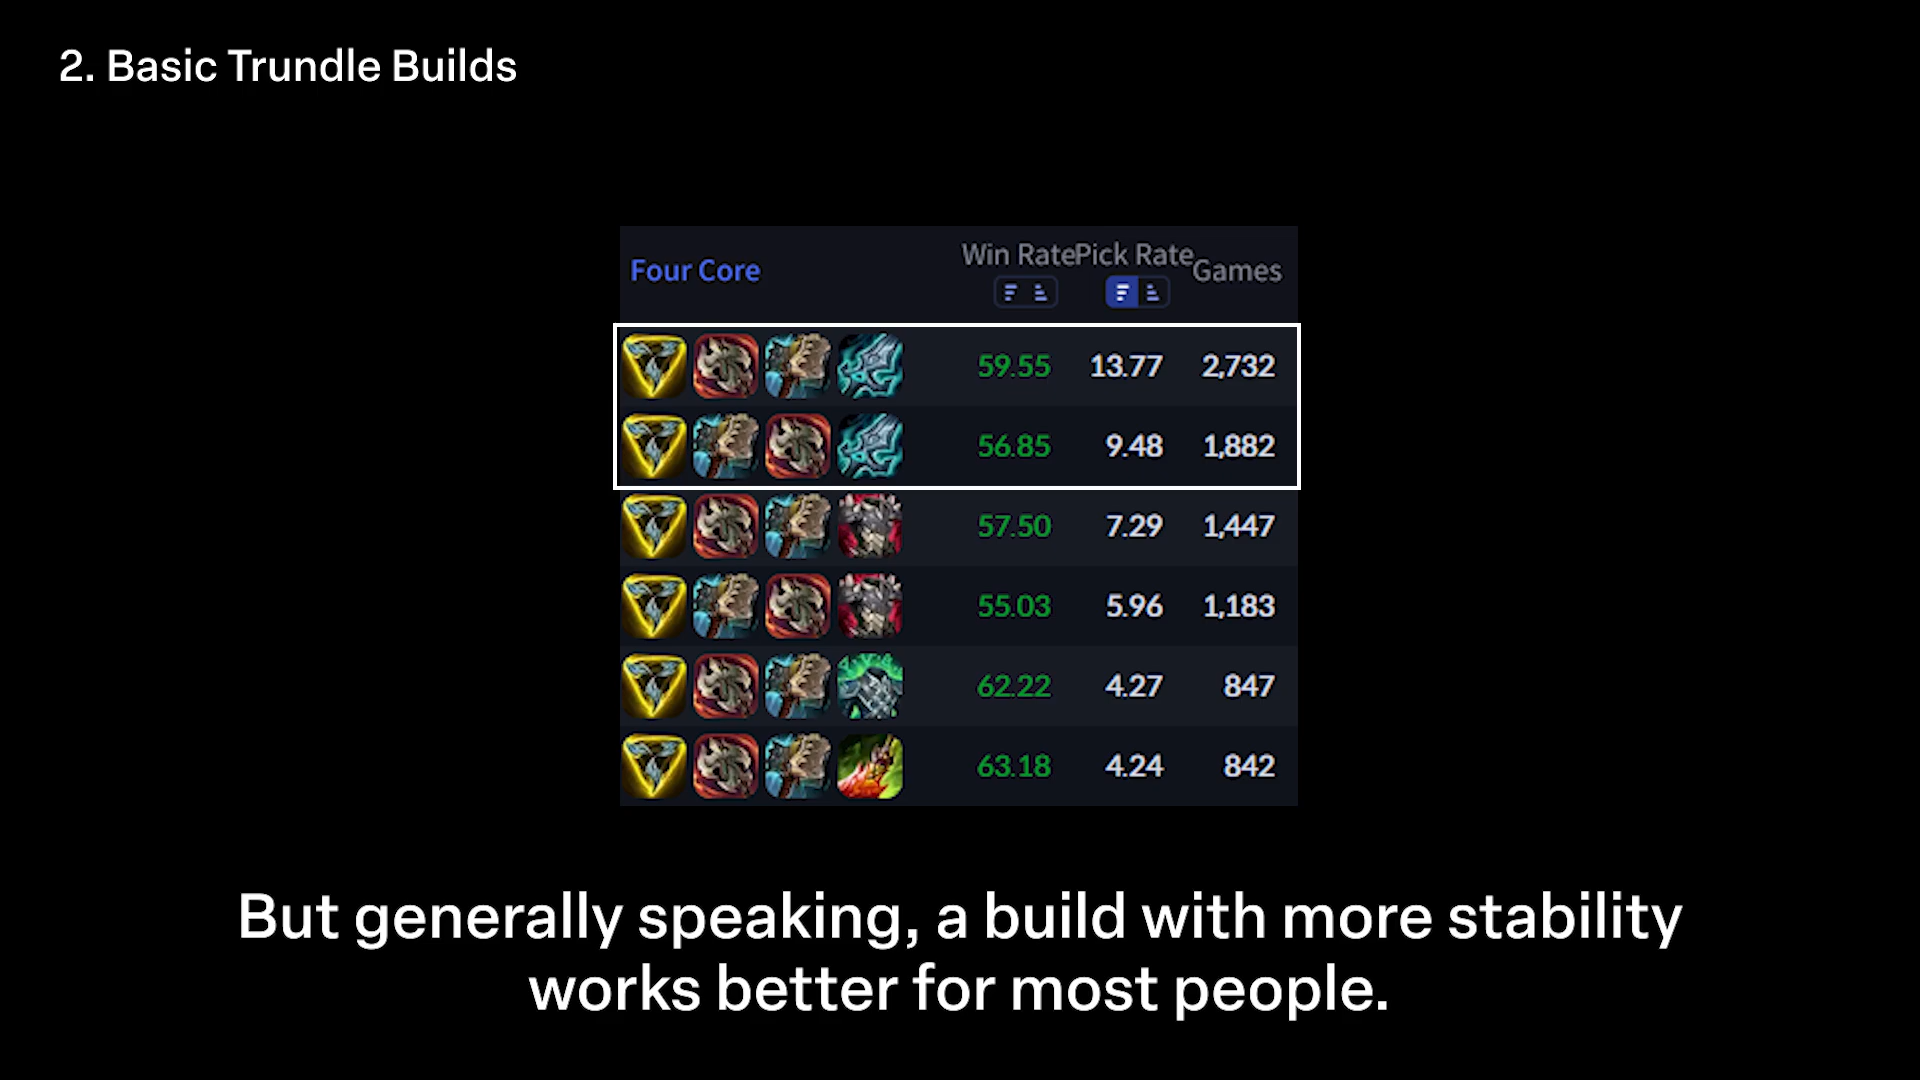 2. Basic Trundle Builds
Four Core Win Rate Pick Rate Games
59.55 13.77 2,732
56.85 9.48 1,882
57.50 7.29 1,447
55.03 5.96 1,183
62.22 4.27 847
63.18 4.24 842
But generally speaking, a build with more stability
works better for most people.